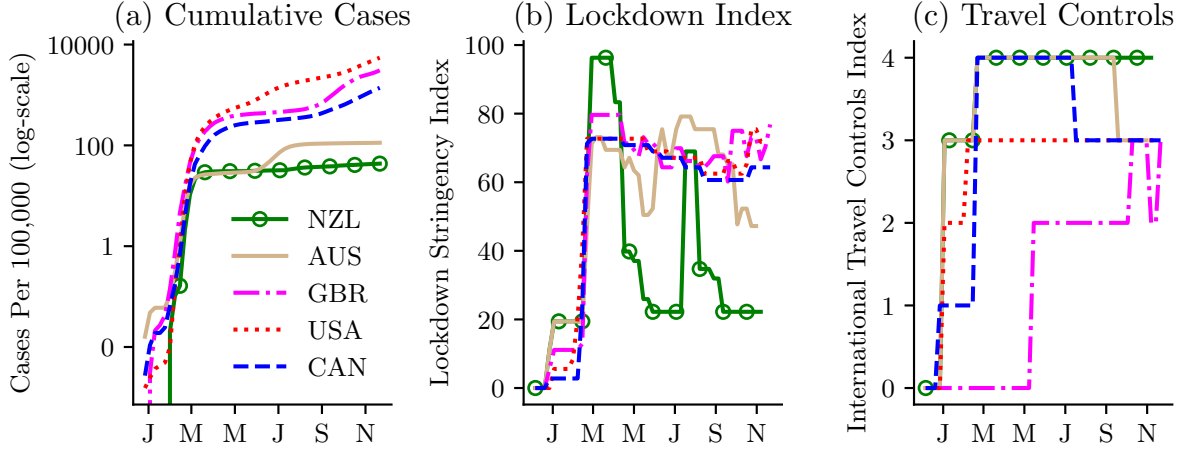 (a) Cumulative Cases
Cases Per 100,000 (log-scale)
10000
100
1
0
J M M J S N
NZL
AUS
GBR
USA
CAN
(b) Lockdown Index
Lockdown Stringency Index
100
80
60
40
20
0
J M M J S N
(c) Travel Controls
International Travel Controls Index
4
3
2
1
0
J M M J S N